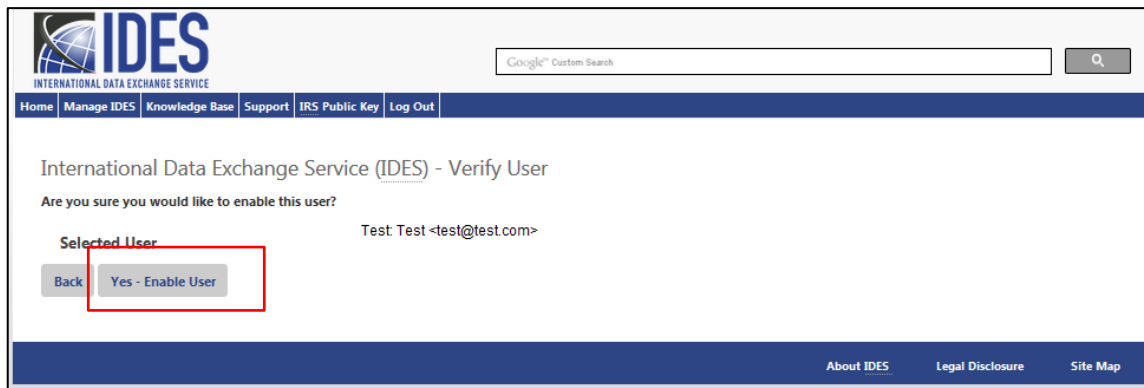 IDES
INTERNATIONAL DATA EXCHANGE SERVICE
Google™ Custom Search
Home Manage IDES Knowledge Base Support IRS Public Key Log Out
International Data Exchange Service (IDES) - Verify User
Are you sure you would like to enable this user?
Test: Test <test@test.com>
Selected User
Back Yes - Enable User
About IDES Legal Disclosure Site Map